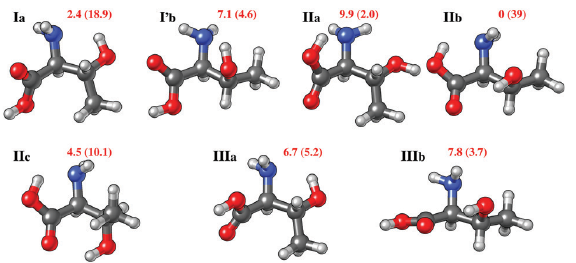 Ia 2.4 (18.9) I'b 7.1 (4.6) IIa 9.9 (2.0) IIb 0 (39)
IIc 4.5 (10.1) IIIa 6.7 (5.2) IIIb 7.8 (3.7)